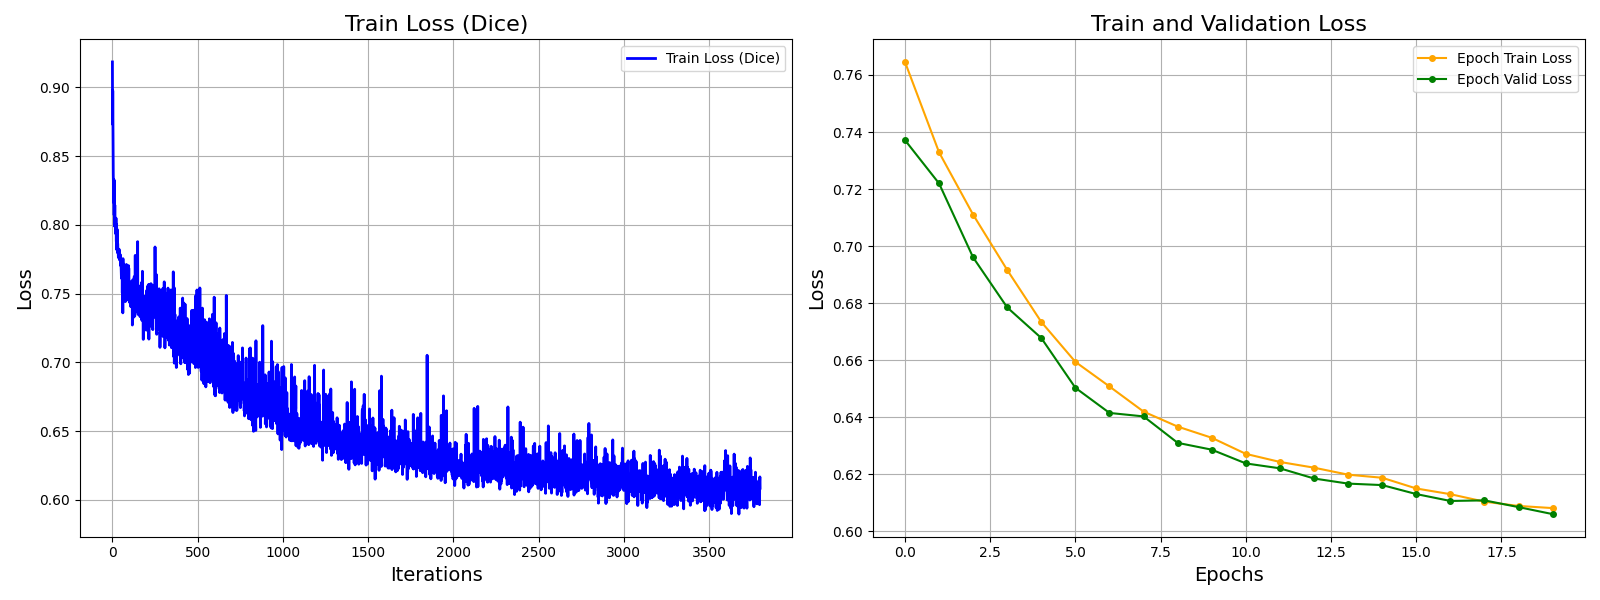 Train Loss (Dice)
Train Loss (Dice)
Loss
0.90
0.85
0.80
0.75
0.70
0.65
0.60
0 500 1000 1500 2000 2500 3000 3500
Iterations
Train and Validation Loss
Epoch Train Loss
Epoch Valid Loss
Loss
0.76
0.74
0.72
0.70
0.68
0.66
0.64
0.62
0.60
0.0 2.5 5.0 7.5 10.0 12.5 15.0 17.5
Epochs